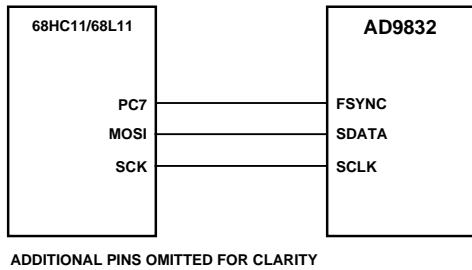 68HC11/68L11
AD9832
PC7
FSYNC
MOSI
SDATA
SCK
SCLK
ADDITIONAL PINS OMITTED FOR CLARITY